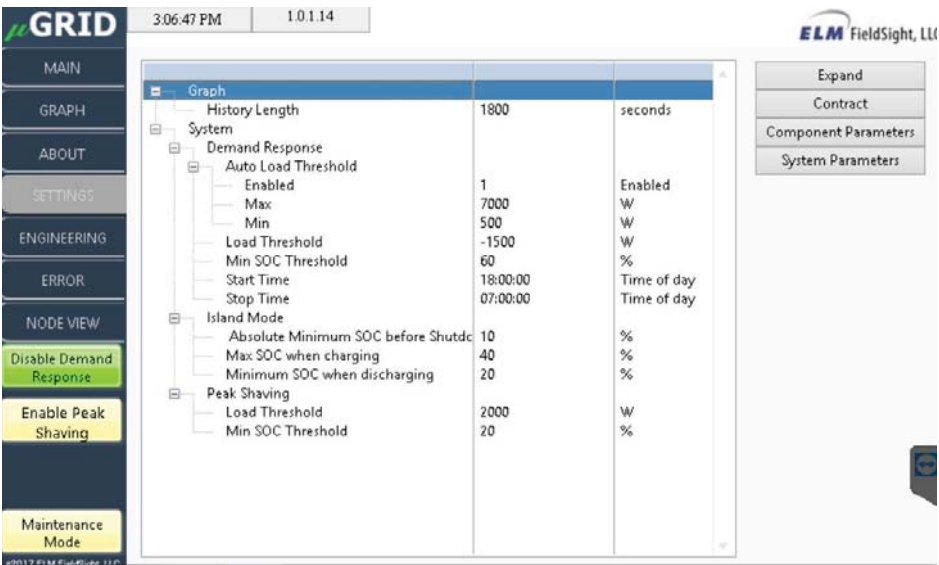 μGRID
3:06:47 PM
1.0.1.14
ELM FieldSight, LLC
MAIN
GRAPH
ABOUT
SETTINGS
ENGINEERING
ERROR
NODE VIEW
Disable Demand
Response
Enable Peak
Shaving
Maintenance
Mode
©2017 ELM FieldSight, LLC
Graph
History Length 1800 seconds
System
Demand Response
Auto Load Threshold
Enabled 1 Enabled
Max 7000 W
Min 500 W
Load Threshold -1500 W
Min SOC Threshold 60 %
Start Time 18:00:00 Time of day
Stop Time 07:00:00 Time of day
Island Mode
Absolute Minimum SOC before Shutdc 10 %
Max SOC when charging 40 %
Minimum SOC when discharging 20 %
Peak Shaving
Load Threshold 2000 W
Min SOC Threshold 20 %
Expand
Contract
Component Parameters
System Parameters